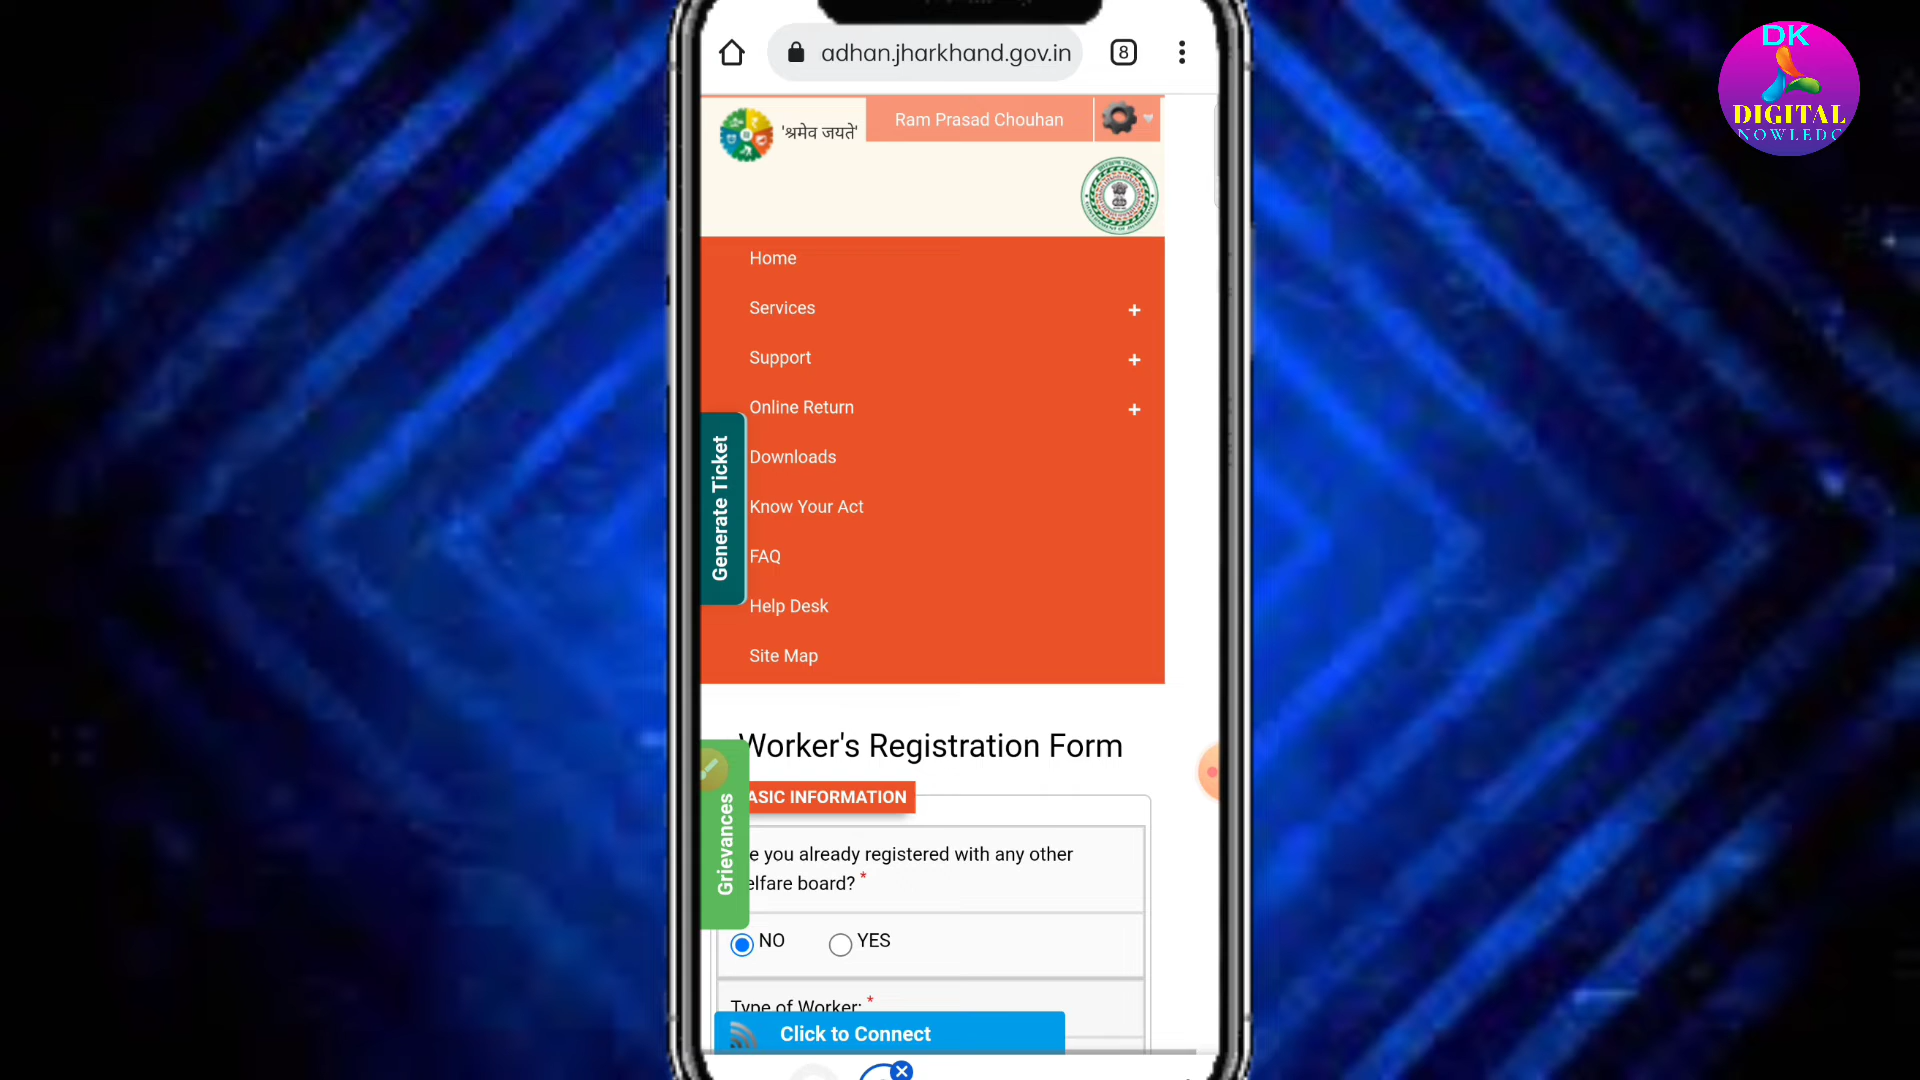 DK
DIGITAL
NOWLEDG
adhan.jharkhand.gov.in
8
'श्रमेव जयते'
Ram Prasad Chouhan
Home
Services +
Support +
Online Return +
Downloads
Know Your Act
FAQ
Help Desk
Site Map
Generate Ticket
Worker's Registration Form
ASIC INFORMATION
Grievances
e you already registered with any other
elfare board? *
NO YES
Type of Worker: *
Click to Connect